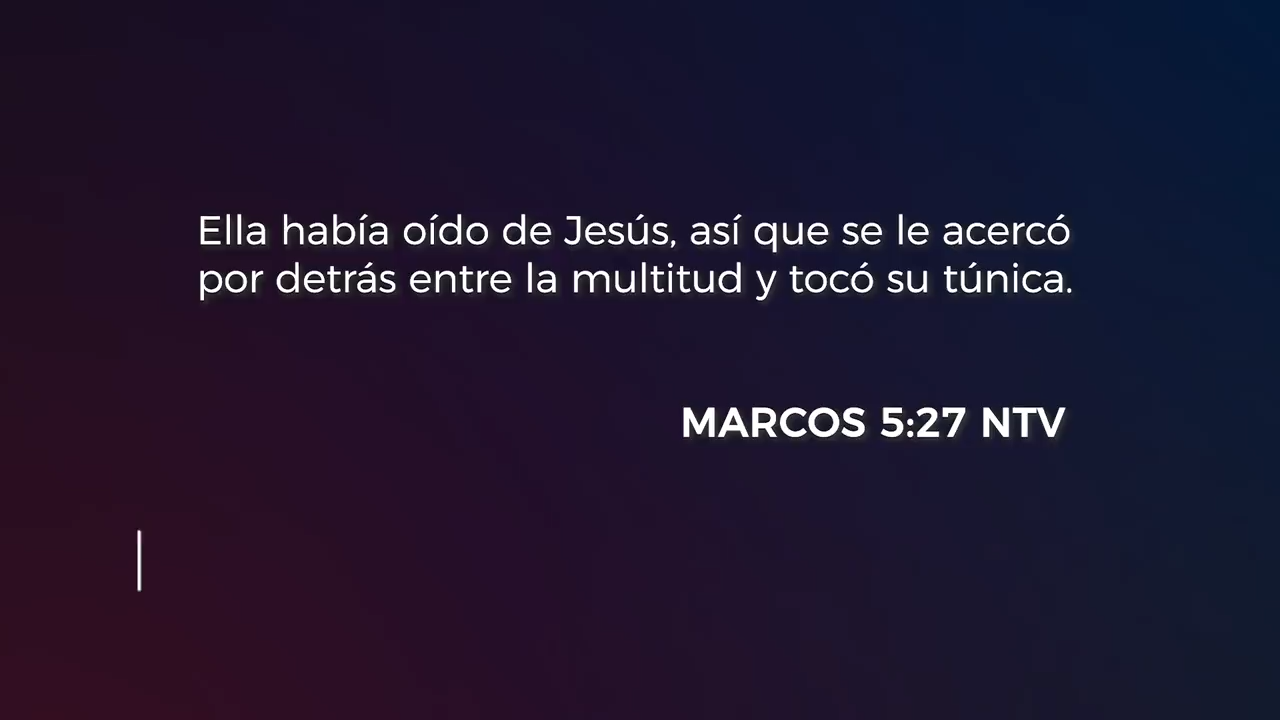 Ella había oído de Jesús, así que se le acercó
por detrás entre la multitud y tocó su túnica.
MARCOS 5:27 NTV